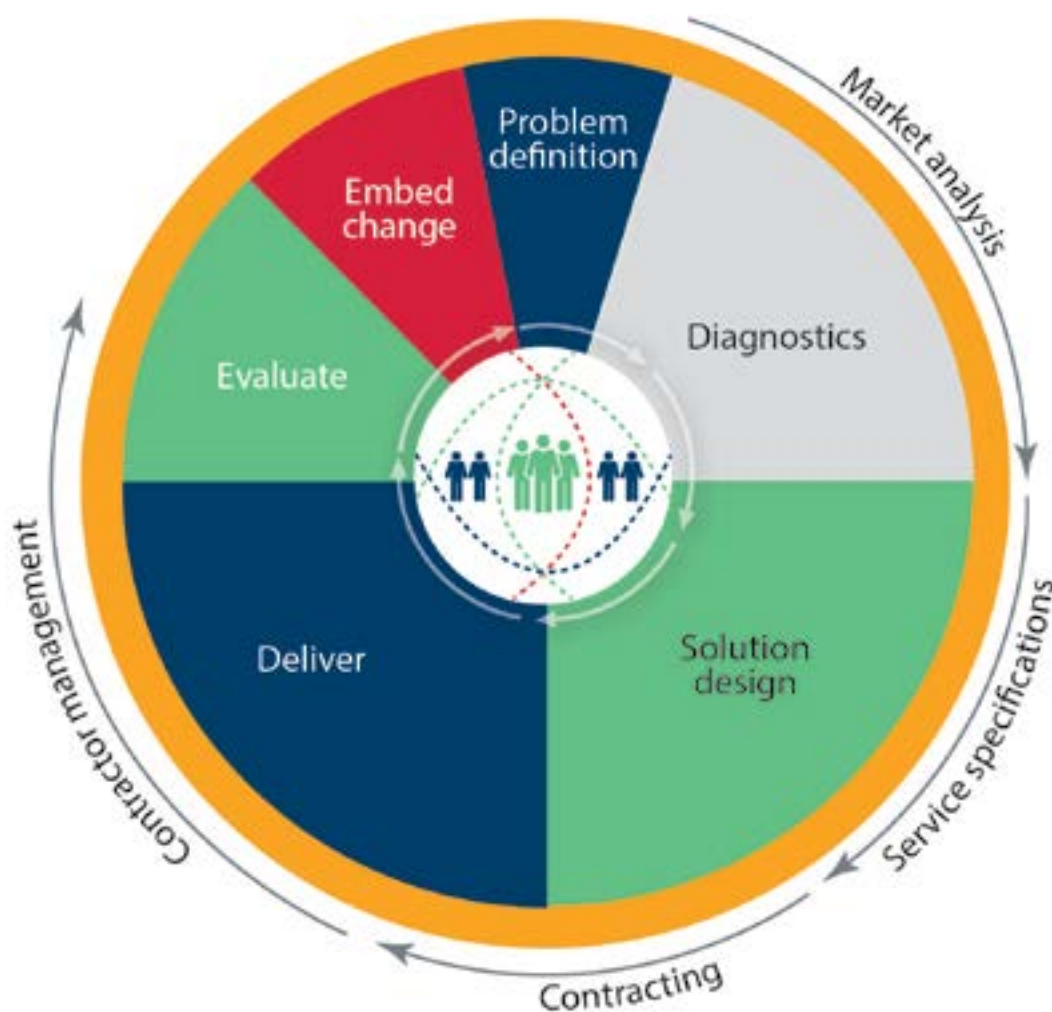 Problem
definition
Market analysis
Diagnostics
Embed
change
Evaluate
Solution
design
Deliver
Service specifications
Contracting
Contractor management